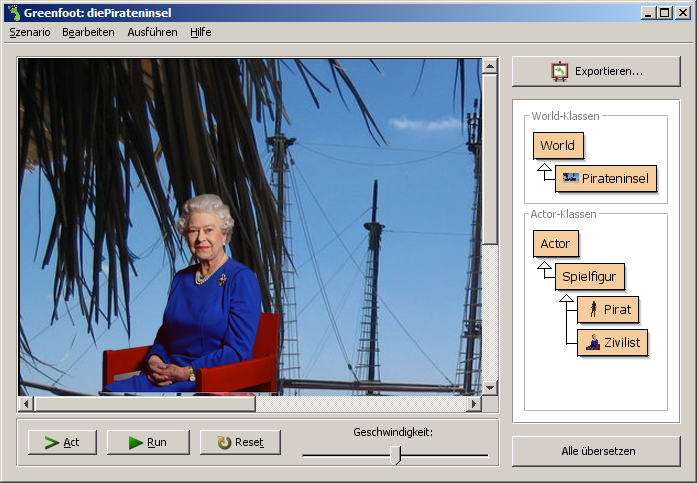 Greenfoot: diePirateninsel
Szenario Bearbeiten Ausführen Hilfe
Exportieren...
World-Klassen
World
Pirateninsel
Actor-Klassen
Actor
Spielfigur
Pirat
Zivilist
Act
Run
Reset
Geschwindigkeit:
Alle übersetzen